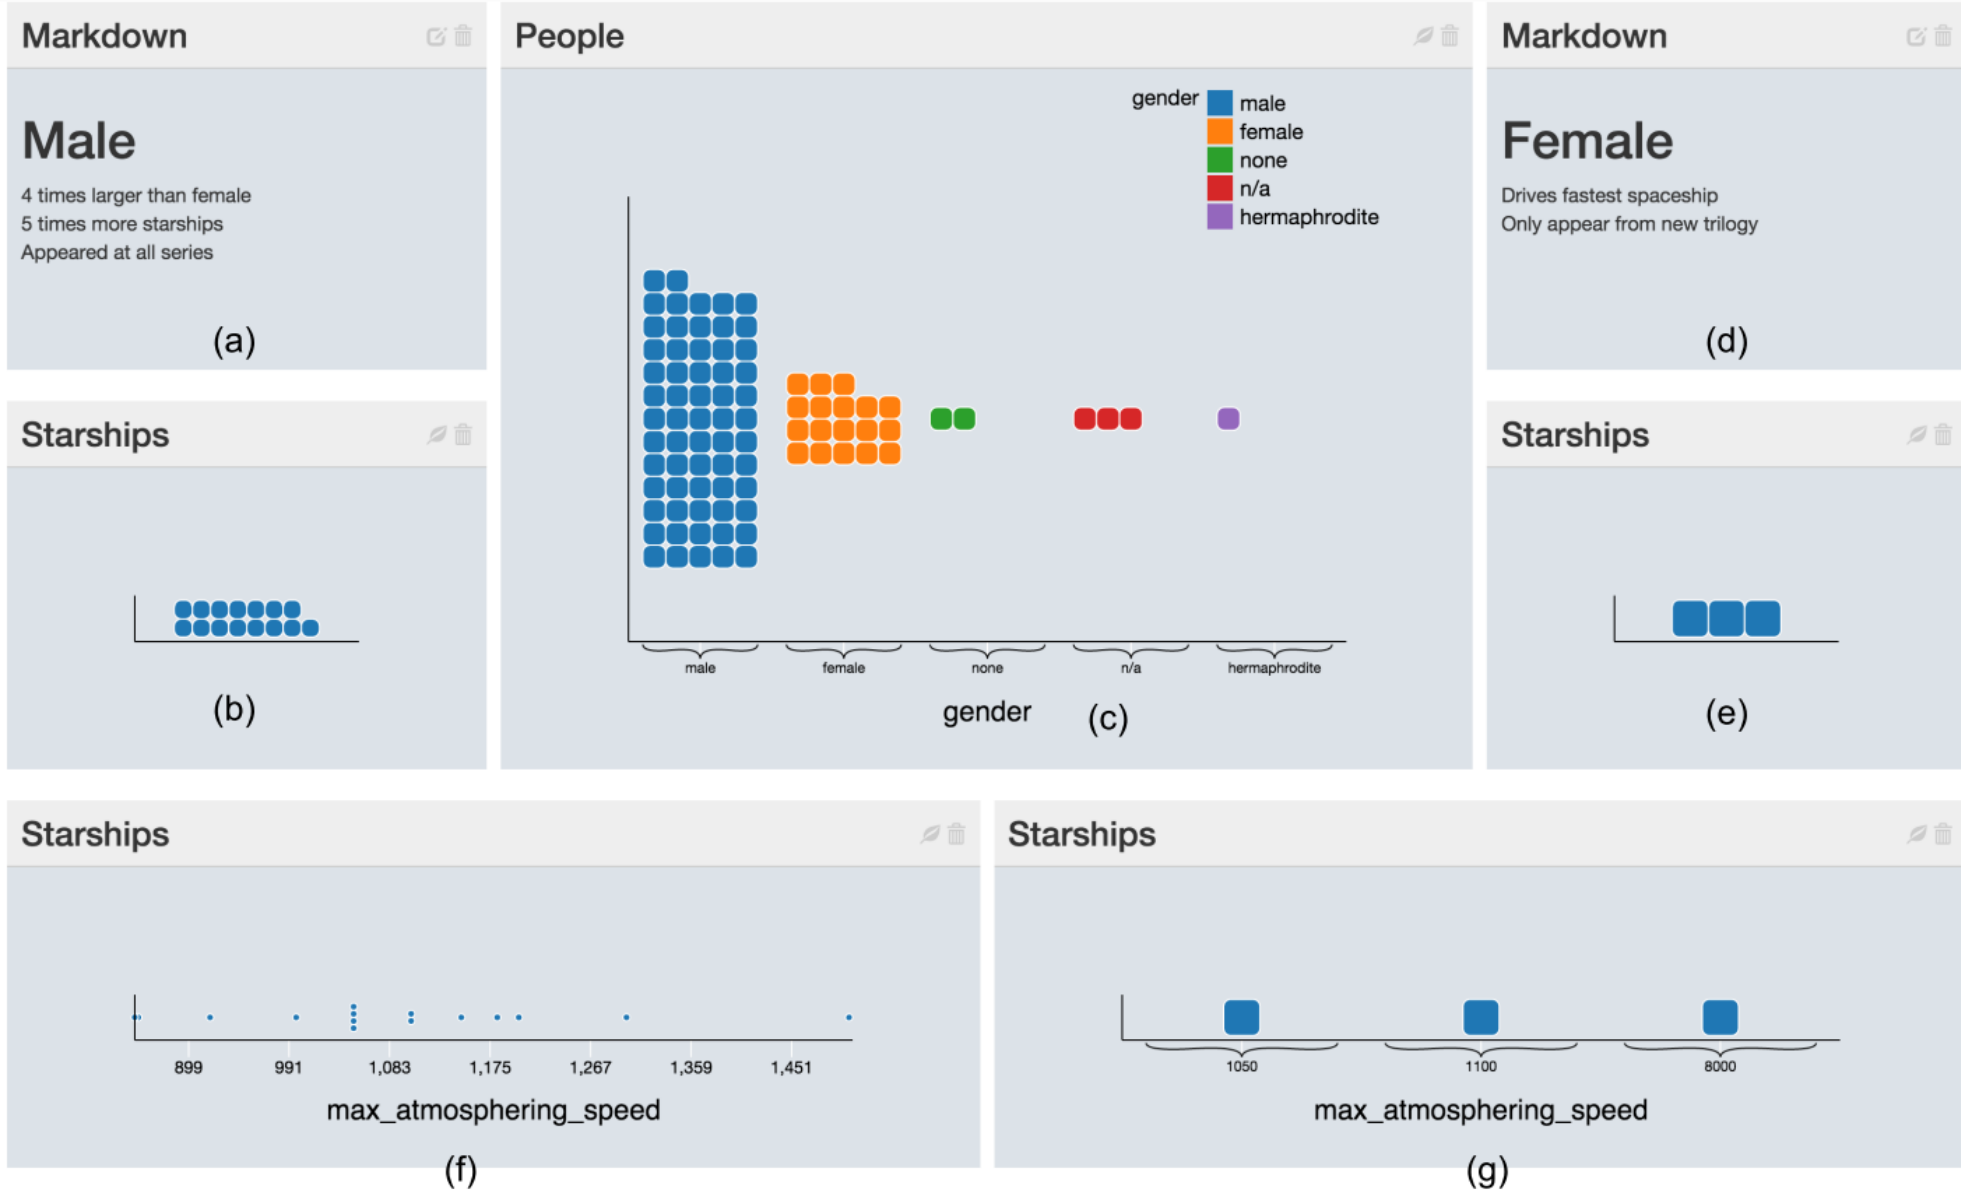 Markdown
Male
4 times larger than female
5 times more starships
Appeared at all series
(a)
Starships
(b)
People
gender
male
female
none
n/a
hermaphrodite
male female none n/a hermaphrodite
gender
(c)
Markdown
Female
Drives fastest spaceship
Only appear from new trilogy
(d)
Starships
(e)
Starships
899 991 1,083 1,175 1,267 1,359 1,451
max_atmosphering_speed
(f)
Starships
1050 1100 8000
max_atmosphering_speed
(g)